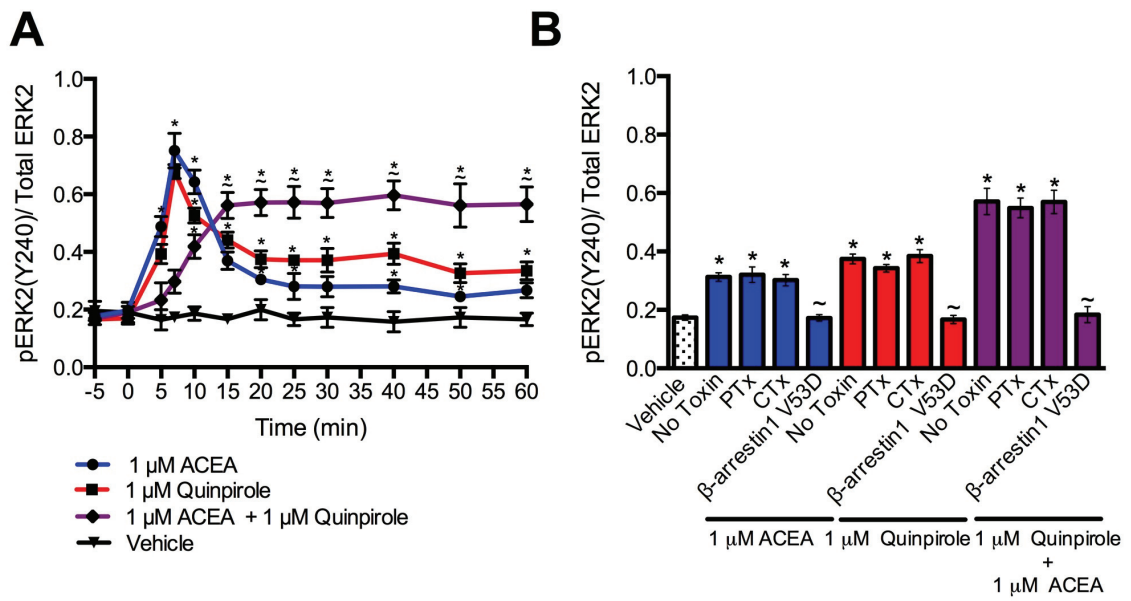 A
pERK2(Y240)/ Total ERK2
1.0
0.8
0.6
0.4
0.2
0.0
* * * * * * * * * * * * * * * * * * * *
~ ~ ~ ~ ~ ~ ~
-5 0 5 10 15 20 25 30 35 40 45 50 55 60
Time (min)
1 µM ACEA
1 µM Quinpirole
1 µM ACEA + 1 µM Quinpirole
Vehicle
B
pERK2(Y240)/ Total ERK2
1.0
0.8
0.6
0.4
0.2
0.0
* * * ~ * * * ~ * * * ~
Vehicle
No Toxin
PTx
CTx
β-arrestin1 V53D
No Toxin
PTx
CTx
β-arrestin1 V53D
No Toxin
PTx
CTx
β-arrestin1 V53D
1 µM ACEA
1 µM Quinpirole
1 µM Quinpirole
+
1 µM ACEA